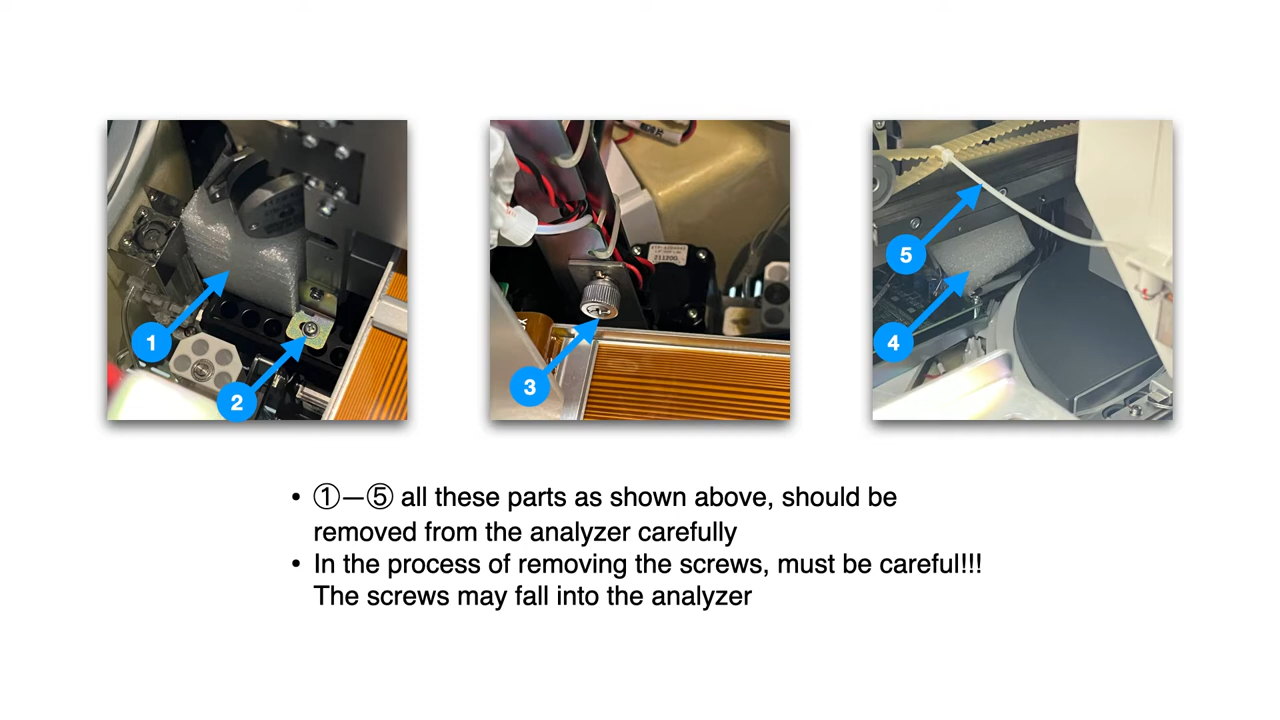 1
2
3
5
4
21120G
• ①—⑤ all these parts as shown above, should be
removed from the analyzer carefully
• In the process of removing the screws, must be careful!!!
The screws may fall into the analyzer